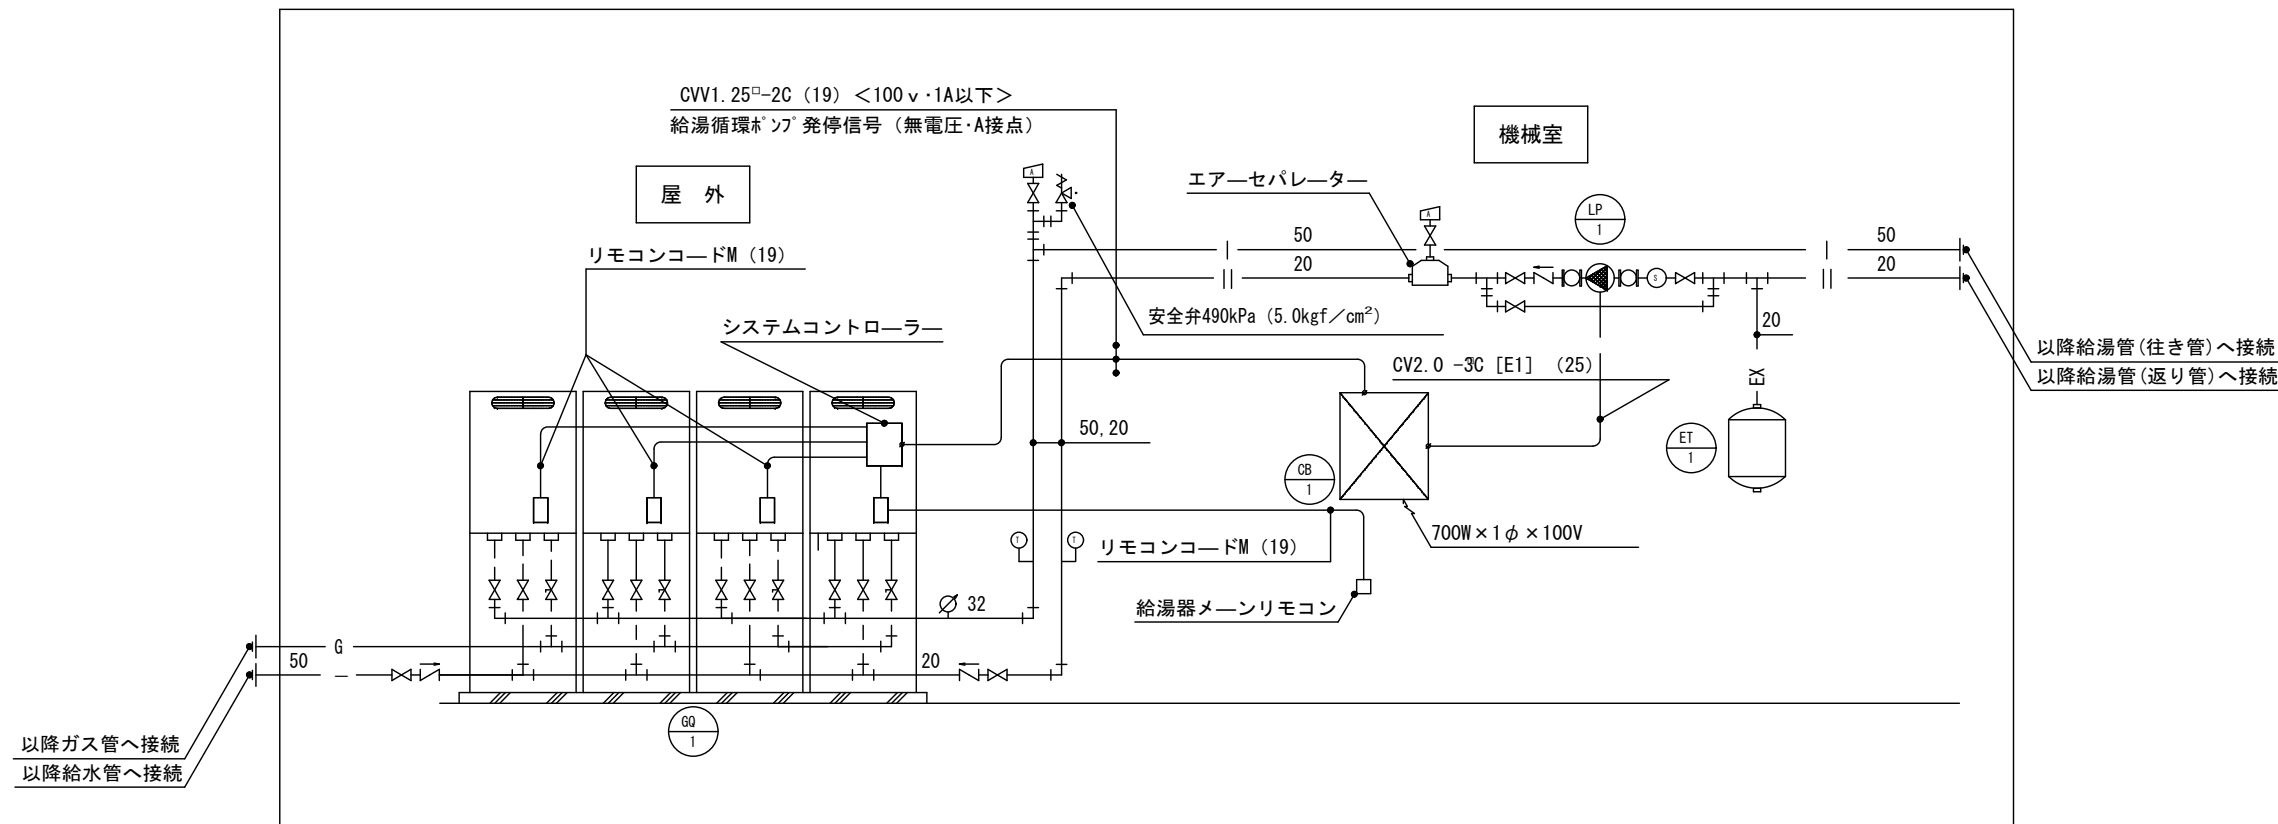 CVV1.25□-2C（19）＜100ｖ・1A以下＞
給湯循環ﾎﾟﾝﾌﾟ発停信号（無電圧・A接点）
機械室
屋　外
エアーセパレーター
LP
1
A
A
リモコンコードM（19）
50
50
20
20
S
安全弁490kPa（5.0kgf／cm²）
システムコントローラー
20
以降給湯管(往き管)へ接続
以降給湯管(返り管)へ接続
CV2.0 -3C [E1] （25）
EX
50,20
ET
1
CB
1
700W×1φ×100V
T
T
リモコンコードM（19）
32
給湯器メーンリモコン
G
50
20
GQ
1
以降ガス管へ接続
以降給水管へ接続